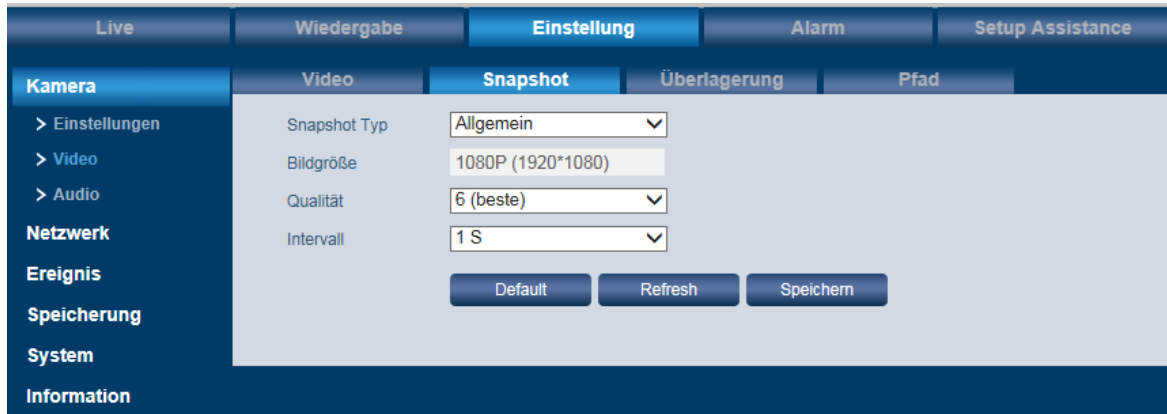 Live Wiedergabe Einstellung Alarm Setup Assistance
Kamera
> Einstellungen
> Video
> Audio
Netzwerk
Ereignis
Speicherung
System
Information
Video Snapshot Überlagerung Pfad
Snapshot Typ Allgemein
Bildgröße 1080P (1920*1080)
Qualität 6 (beste)
Intervall 1 S
Default Refresh Speichern